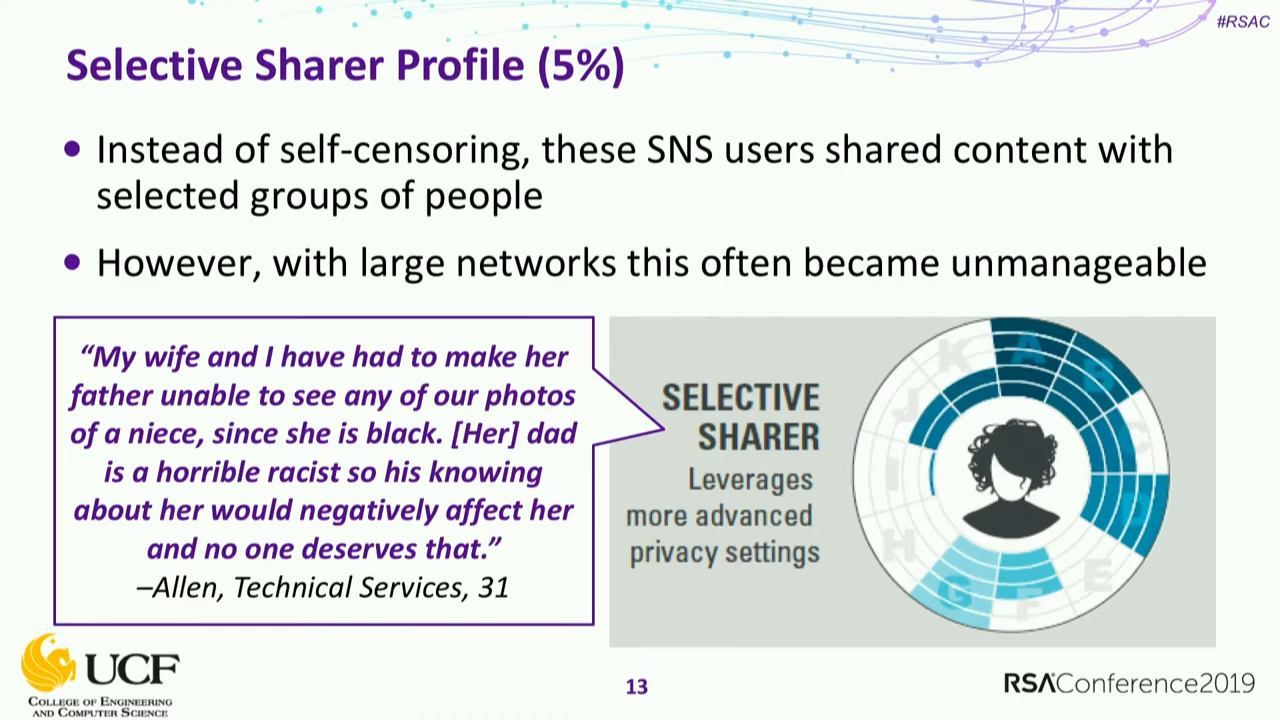 #RSAC
Selective Sharer Profile (5%)
• Instead of self-censoring, these SNS users shared content with
selected groups of people
• However, with large networks this often became unmanageable
“My wife and I have had to make her
father unable to see any of our photos
of a niece, since she is black. [Her] dad
is a horrible racist so his knowing
about her would negatively affect her
and no one deserves that.”
–Allen, Technical Services, 31
SELECTIVE
SHARER
Leverages
more advanced
privacy settings
A
B
C
D
E
F
G
H
I
J
K
UCF
COLLEGE OF ENGINEERING
AND COMPUTER SCIENCE
13
RSAConference2019